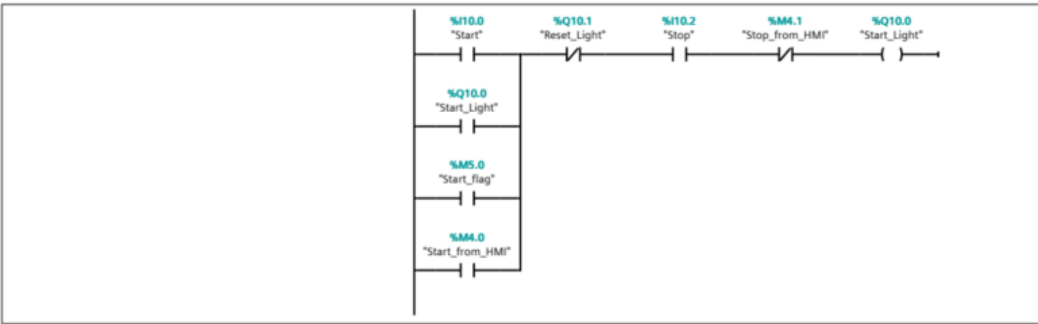 %I10.0
"Start"
%Q10.1
"Reset_Light"
%I10.2
"Stop"
%M4.1
"Stop_from_HMI"
%Q10.0
"Start_Light"
%Q10.0
"Start_Light"
%M5.0
"Start_flag"
%M4.0
"Start_from_HMI"